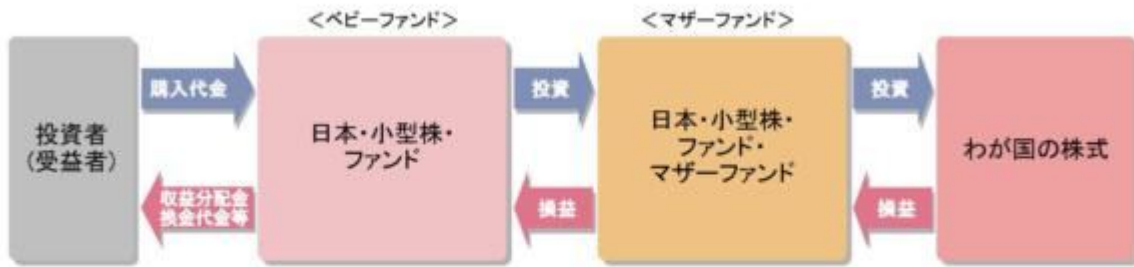 ＜ベビーファンド＞
＜マザーファンド＞
投資者
(受益者)
購入代金
収益分配金
換金代金等
日本・小型株・
ファンド
投資
損益
日本・小型株・
ファンド・
マザーファンド
投資
損益
わが国の株式